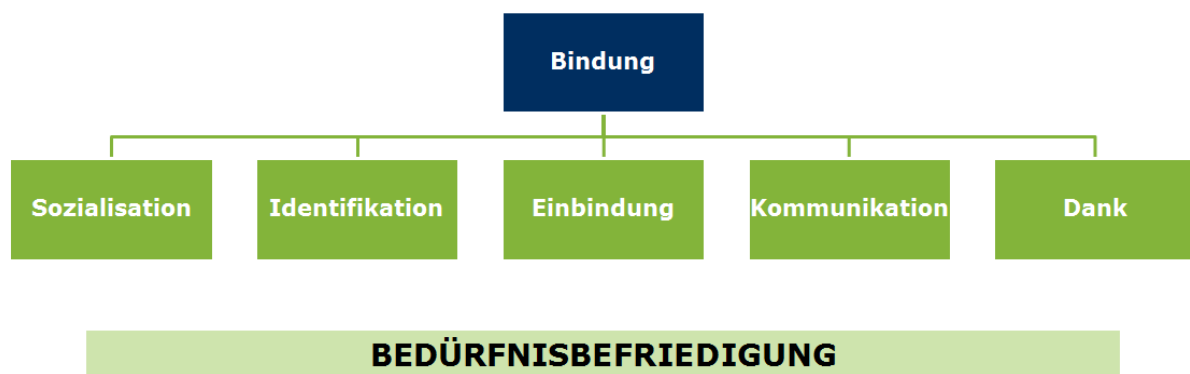 Bindung
Sozialisation
Identifikation
Einbindung
Kommunikation
Dank
BEDÜRFNISBEFRIEDIGUNG